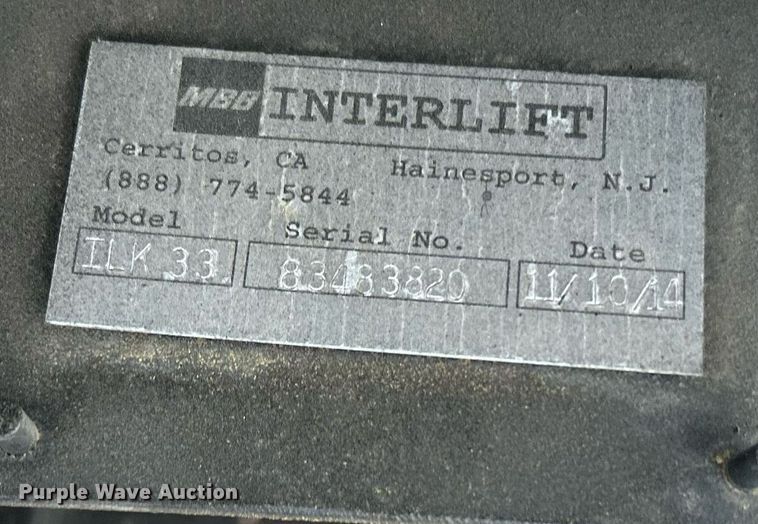 MBB INTERLIFT
Cerritos, CA Hainesport, N.J.
(888) 774-5844
Model Serial No. Date
ILK 33 83483820 11/10/14
Purple Wave Auction